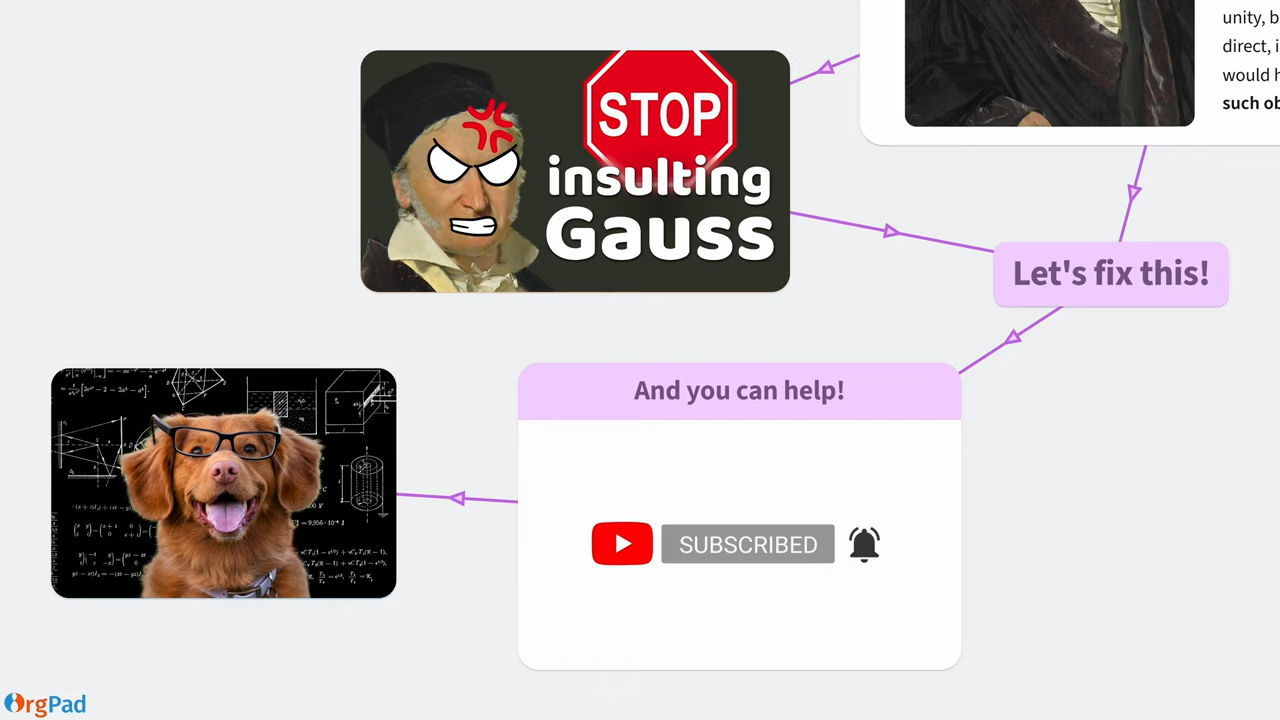 unity, b
direct, i
would h
such ob
STOP
insulting
Gauss
Let's fix this!
And you can help!
SUBSCRIBED
OrgPad